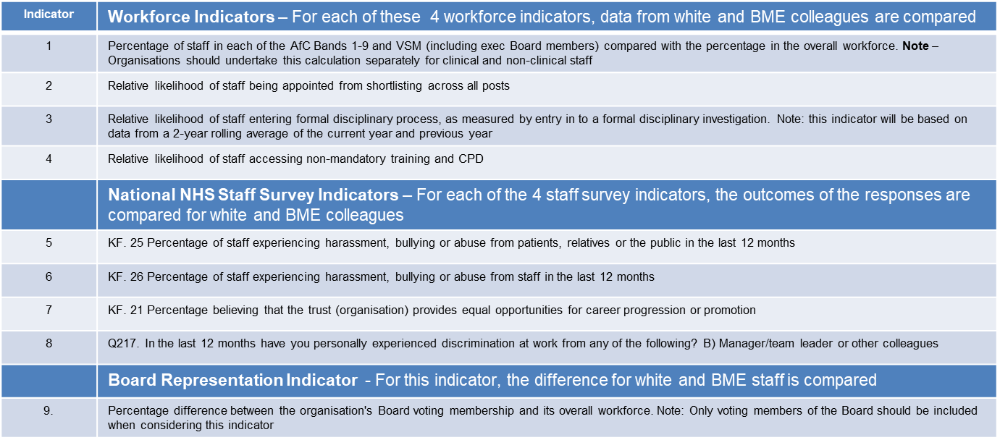 Indicator
Workforce Indicators – For each of these 4 workforce indicators, data from white and BME colleagues are compared
1
Percentage of staff in each of the AfC Bands 1-9 and VSM (including exec Board members) compared with the percentage in the overall workforce. Note –
Organisations should undertake this calculation separately for clinical and non-clinical staff
2
Relative likelihood of staff being appointed from shortlisting across all posts
3
Relative likelihood of staff entering formal disciplinary process, as measured by entry in to a formal disciplinary investigation. Note: this indicator will be based on
data from a 2-year rolling average of the current year and previous year
4
Relative likelihood of staff accessing non-mandatory training and CPD
National NHS Staff Survey Indicators – For each of the 4 staff survey indicators, the outcomes of the responses are
compared for white and BME colleagues
5
KF. 25 Percentage of staff experiencing harassment, bullying or abuse from patients, relatives or the public in the last 12 months
6
KF. 26 Percentage of staff experiencing harassment, bullying or abuse from staff in the last 12 months
7
KF. 21 Percentage believing that the trust (organisation) provides equal opportunities for career progression or promotion
8
Q217. In the last 12 months have you personally experienced discrimination at work from any of the following? B) Manager/team leader or other colleagues
Board Representation Indicator - For this indicator, the difference for white and BME staff is compared
9.
Percentage difference between the organisation's Board voting membership and its overall workforce. Note: Only voting members of the Board should be included
when considering this indicator